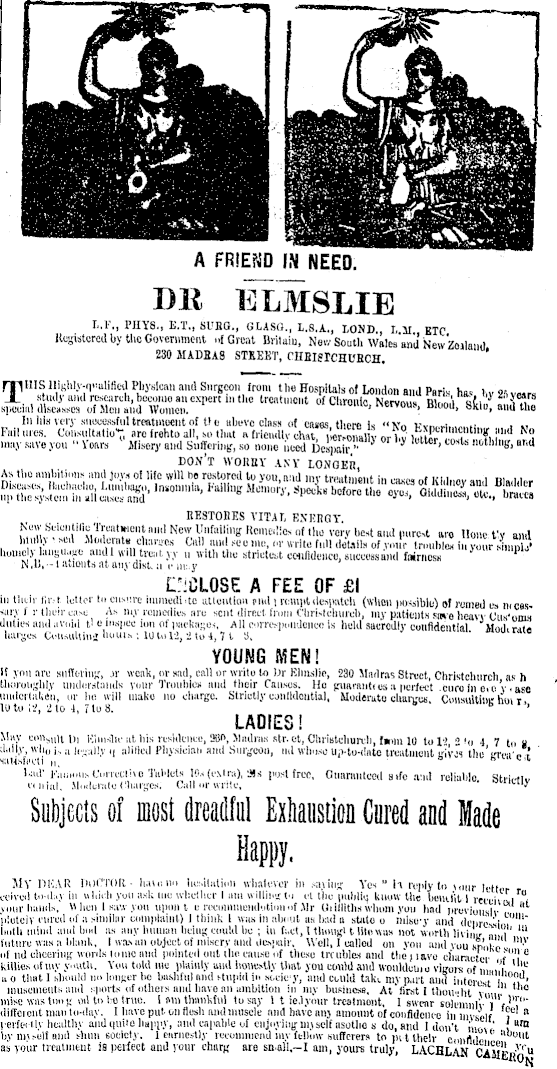 A FRIEND IN NEED.
DR ELMSLIE
L.F., PHYS., E.T., SURG., GLASG., L.S.A., LOND., L.M., ETC.
Registered by the Government of Great Britain, New South Wales and New Zealand,
230 MADRAS STREET, CHRISTCHURCH.
THIS Highly-qualified Physican and Surgeon from the Hospitals of London and Paris, has, by 25 years
study and research, become an expert in the treatment of Chronic, Nervous, Blood, Skin, and the
special diseases of Men and Women.
In his very successful treatment of the above class of cases, there is "No Experimenting and No
Failures. Consultation are to all, so that a friendly chat, personally or by letter, costs nothing, and
may save you "Years Misery and Suffering, so none need Despair."
DON'T WORRY ANY LONGER,
As the ambitions and joys of life will be restored to you, and my treatment in cases of Kidney and Bladder
Diseases, Backache, Lumbago, Insomnia, Failing Memory, Specks before the eyes, Giddiness, etc., braces
up the system in all cases and
RESTORES VITAL ENERGY.
New Scientific Treatment and New Unfailing Remedies of the very best and purest are Hone t'y and
Moderate charges Call and see me, or write full details of your troubles in your simple
homely language and I will treat y u with the strictest confidence, success and fairness
N.B,
ENCLOSE A FEE OF £1
in their first letter to ensure immediate attention and prompt despatch (when possible) of remedies neces-
sary f r their case As my remedies are sent direct from Christchurch, my patients save heavy Customs
duties and avoid the inspec ion of packages. All correspondence is held sacredly confidential. Moderate
harges Consulting hours; 10 to 12, 2 to 4, 7 t 8,
YOUNG MEN!
If you are suffering, or weak, or sad, call or write to Dr Elmslie, 230 Madras Street, Christchurch, as h
thoroughly understands your Troubles and their Causes. He guarantees a perfect cure in eve y case
undertaken, or he will make no charge. Strictly confidential, Moderate charges. Consulting hours,
10 to 12, 2 to 4, 7 to 8.
LADIES!
May consult Dr Elmslie at his residence, 230, Madras str et, Christchurch, from 10 to 12, 2 to 4, 7 to 8,
daily, who is a legally q alified Physician and Surgeon, nd whose up-to-date treatment gives the great est
satisfacti n,
Famous Corrective Tablets 10s (extra), post free, Guaranteed safe and reliable. Strictly
Moderate Charges. Call or write,
Subjects of most dreadful Exhaustion Cured and Made
Happy.
MY DEAR DOCTOR - have no hesitation whatever in saying Yes" In reply to your letter re
ceived to-day in which you ask me whether I am willing to et the public know the benefit I received at
your hands. When I saw you upon t e recommendation of Mr Griffiths whom you had previously com-
pletely cured of a similar complaint) I think I was in about as bad a state o misery and depression in
both mind and bod as any human being could be; in fact, I thought life was not worth living, and my
future was a blank, I was an object of misery and despair. Well, I called on you and you spoke some
of nd cheering words to me and pointed out the cause of these troubles and the grave character of the
of my youth. You told me plainly and honestly that you could and would vigors of manhood,
so that I should no longer be bashful and stupid in society, and could take my part and interest in the
musements and sports of others and have an ambition in my business. At first I thought your pro-
mise was too g od to be true. I am thankful to say I t ied your treatment, I swear solemnly I feel a
different man to-day. I have put on flesh and muscle and have any amount of confidence in myself. I am
perfectly healthy and quite happy, and capable of enjoying myself as others do, and I don't move about
by myself and shun society. I earnestly recommend my fellow sufferers to put their confidence in you
as your treatment is perfect and your charg are small.—I am, yours truly, LACHLAN CAMERON